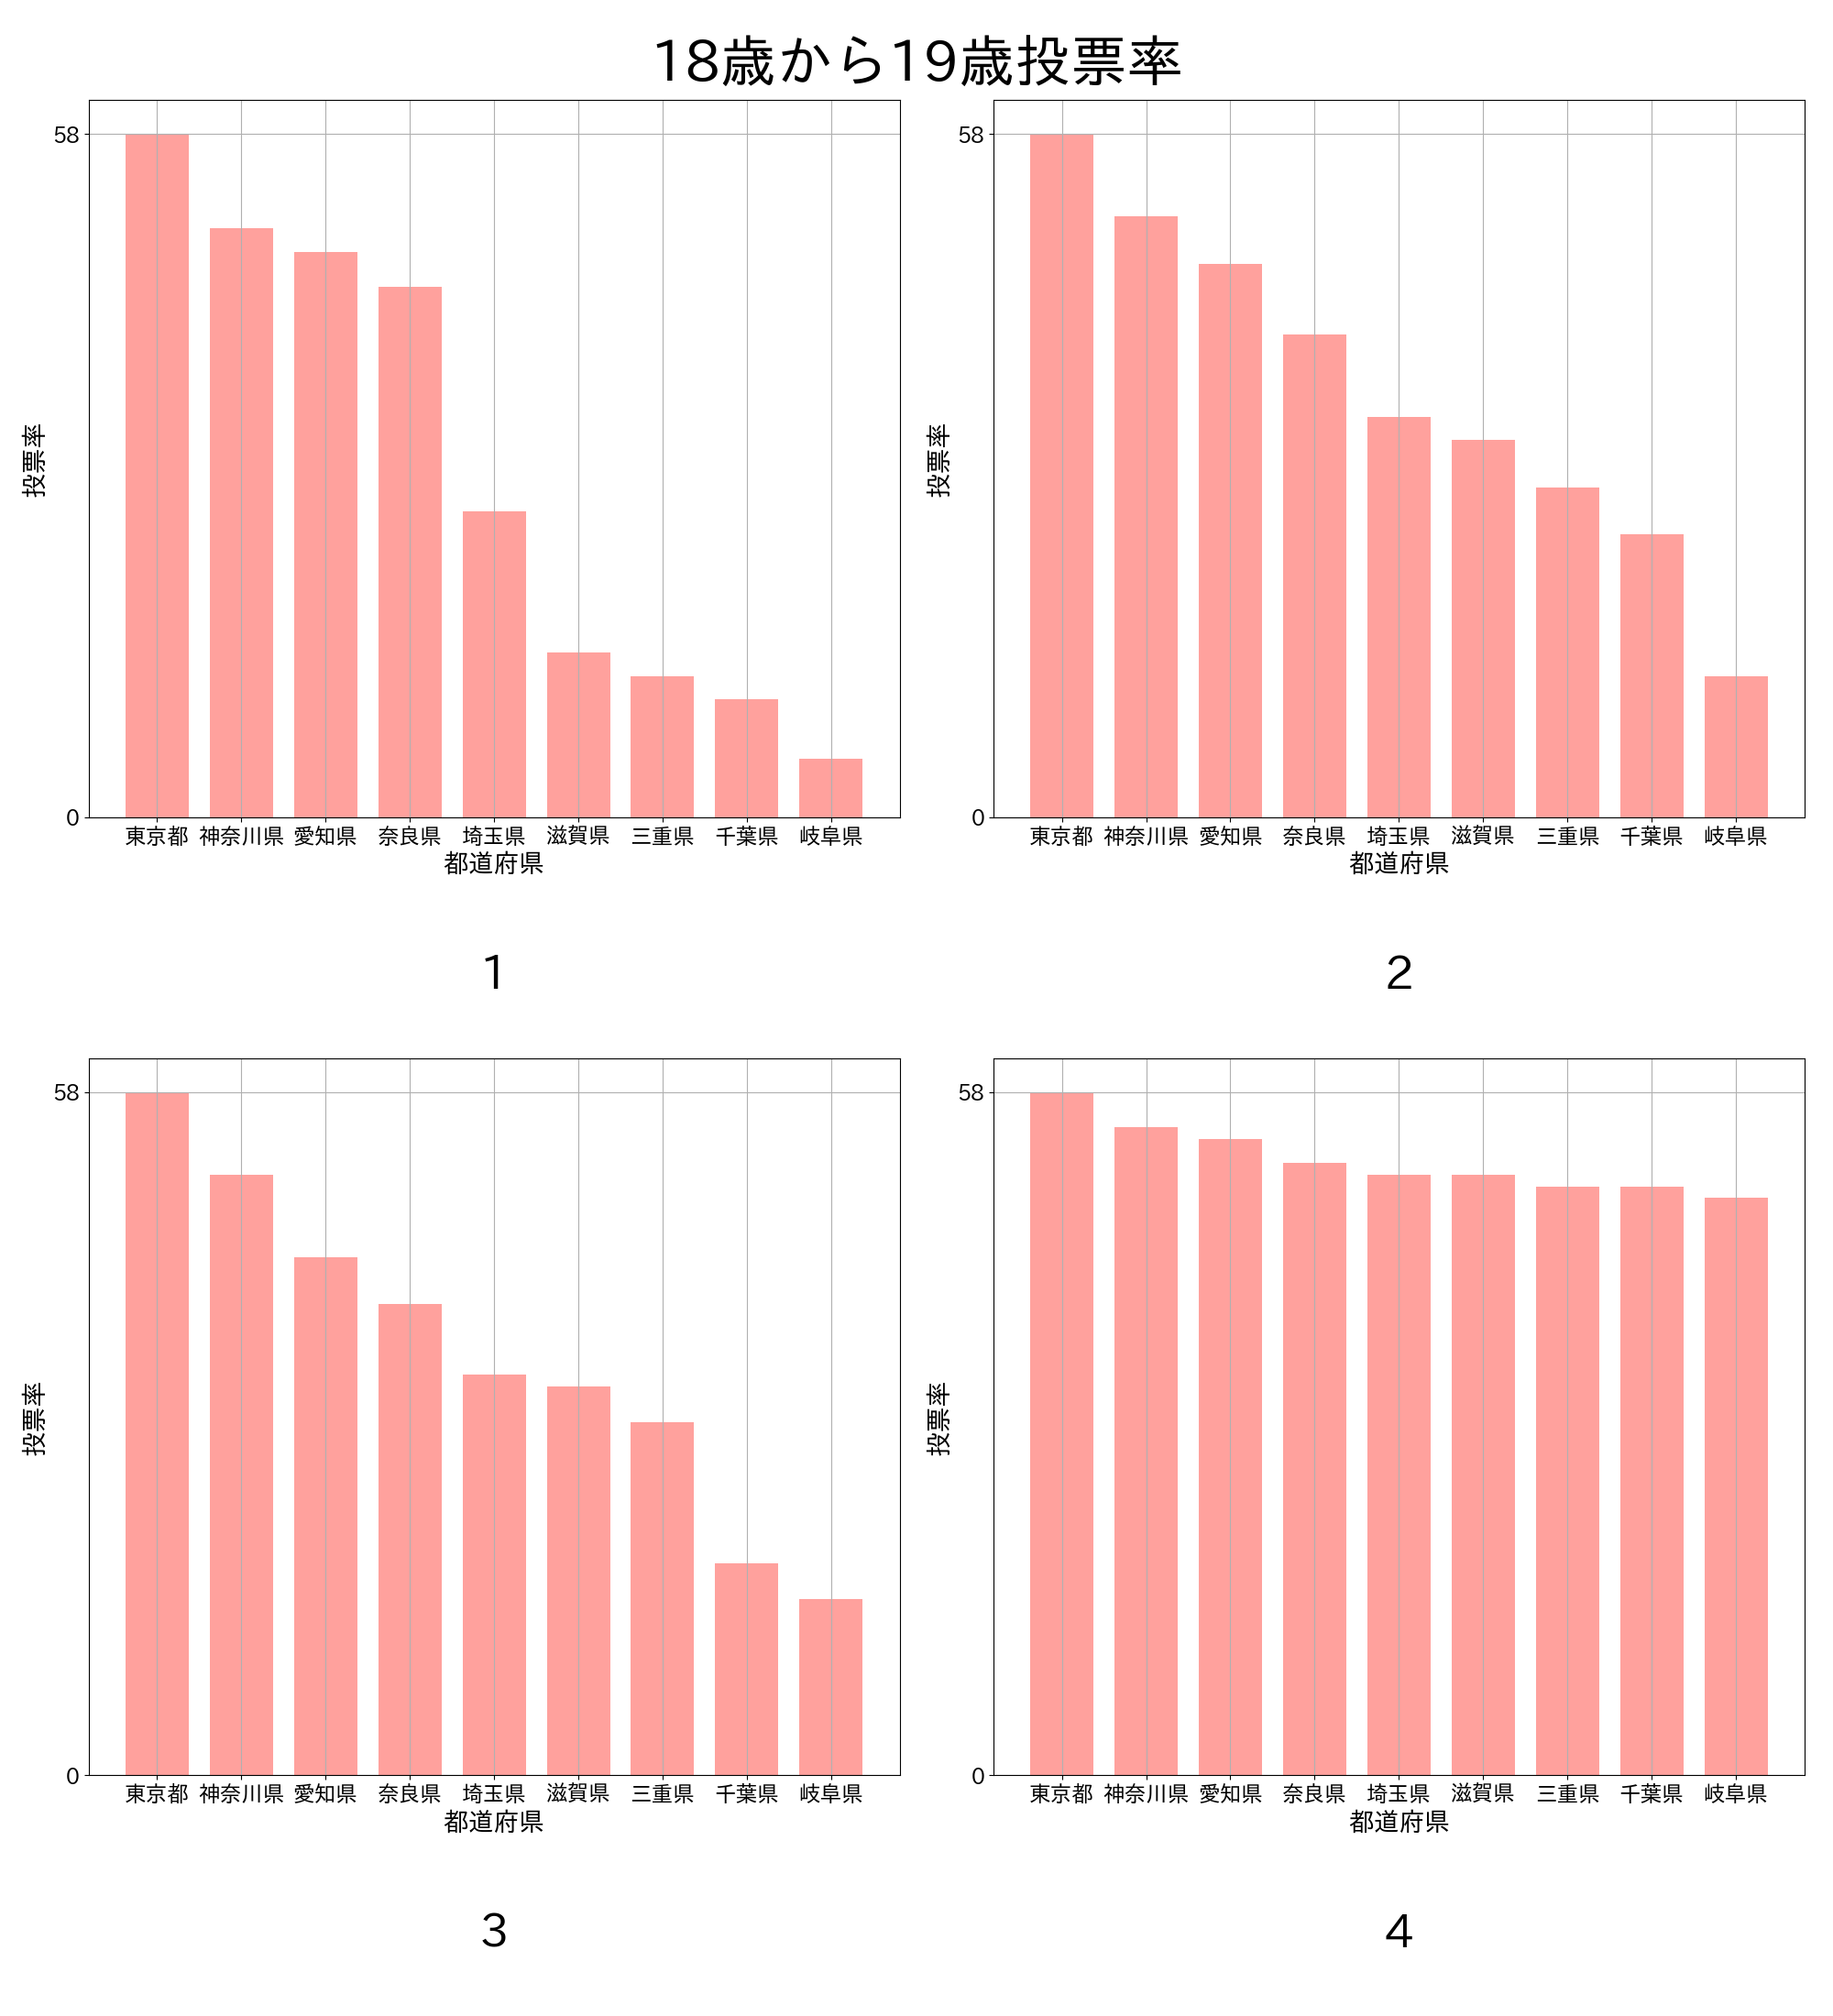 18歳から19歳投票率
58
0
投票率
東京都 神奈川県 愛知県 奈良県 埼玉県 滋賀県 三重県 千葉県 岐阜県
都道府県
1
58
0
投票率
東京都 神奈川県 愛知県 奈良県 埼玉県 滋賀県 三重県 千葉県 岐阜県
都道府県
2
58
0
投票率
東京都 神奈川県 愛知県 奈良県 埼玉県 滋賀県 三重県 千葉県 岐阜県
都道府県
3
58
0
投票率
東京都 神奈川県 愛知県 奈良県 埼玉県 滋賀県 三重県 千葉県 岐阜県
都道府県
4